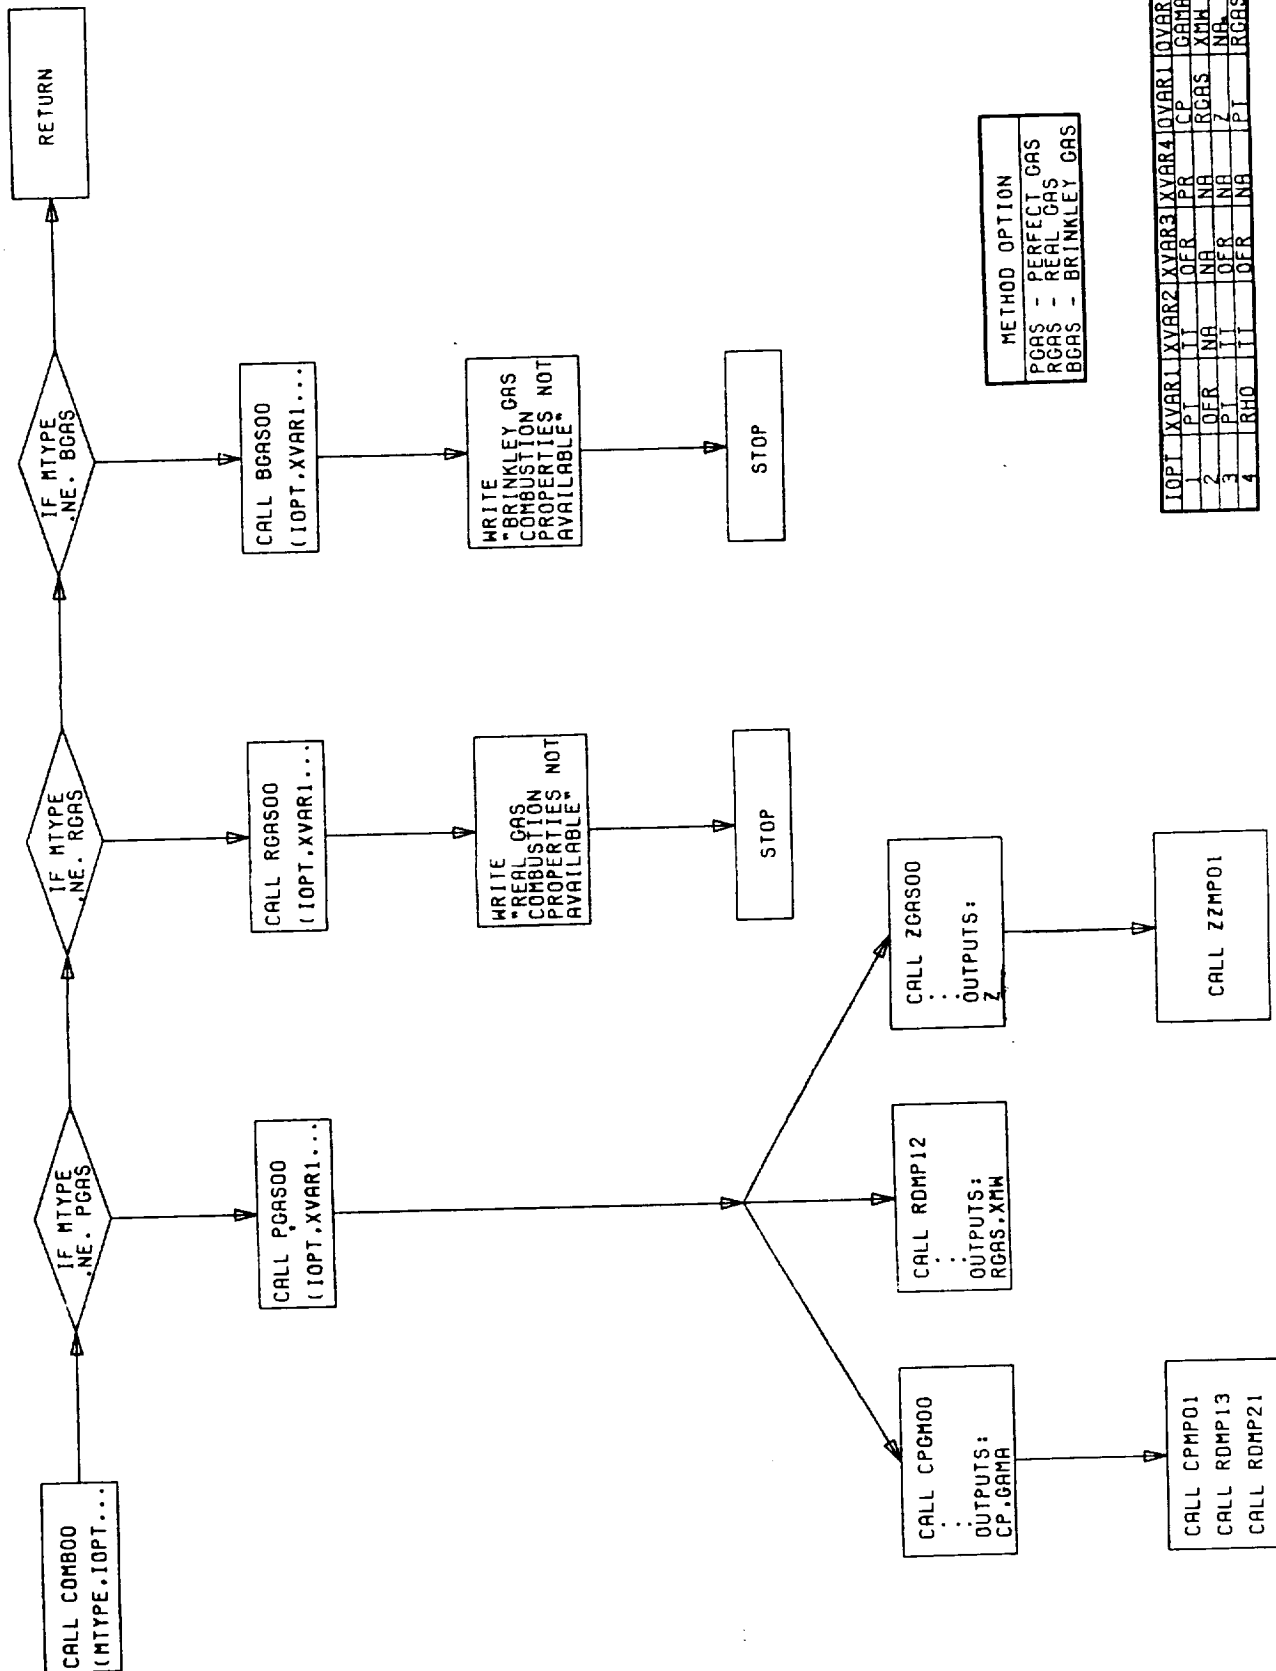 CALL COMB00
(MTYPE,IOPT...
IF MTYPE
.NE. PGAS
IF MTYPE
.NE. RGAS
IF MTYPE
.NE. BGAS
RETURN
CALL PGAS00
(IOPT,XVAR1...
CALL RGAS00
(IOPT,XVAR1...
CALL BGAS00
(IOPT,XVAR1...
WRITE
"REAL GAS
COMBUSTION
PROPERTIES NOT
AVAILABLE"
WRITE
"BRINKLEY GAS
COMBUSTION
PROPERTIES NOT
AVAILABLE"
STOP
STOP
CALL CPGM00
:
OUTPUTS:
CP,GAMA
CALL RDMP12
:
OUTPUTS:
RGAS,XMW
CALL ZGAS00
:
OUTPUTS:
Z
CALL CPMP01
CALL RDMP13
CALL RDMP21
CALL ZZMP01
METHOD OPTION
PGAS - PERFECT GAS
RGAS - REAL GAS
BGAS - BRINKLEY GAS
IOPT XVAR1 XVAR2 XVAR3 XVAR4 OVAR1 OVAR
1 PT TT OFR PR CP GAMA
2 OFR NA NA NA RGAS XMW
3 PT TT OFR NA Z NA
4 RHO TT OFR NA PT RGAS